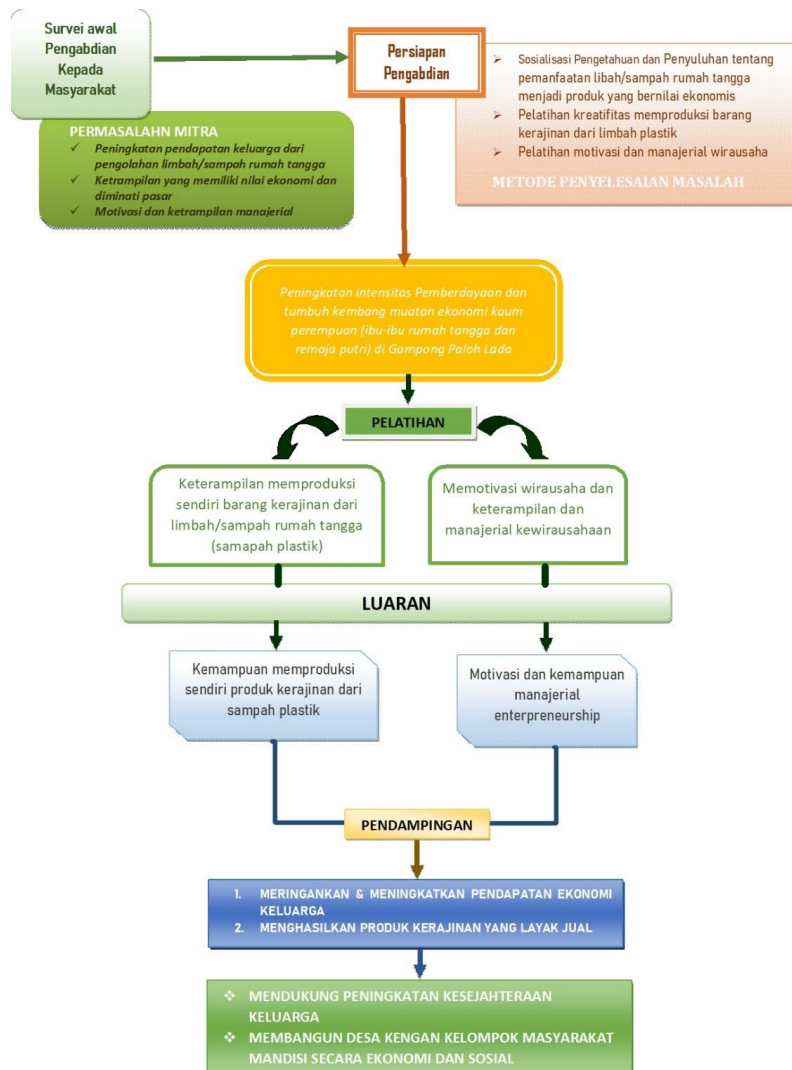 Survei awal
Pengabdian
Kepada
Masyarakat
Persiapan
Pengabdian
➢ Sosialisasi Pengetahuan dan Penyuluhan tentang
pemanfaatan libah/sampah rumah tangga
menjadi produk yang bernilai ekonomis
➢ Pelatihan kreatifitas memproduksi barang
kerajinan dari limbah plastik
➢ Pelatihan motivasi dan manajerial wirausaha
METODE PENYELESAIAN MASALAH
PERMASALAHN MITRA
✓ Peningkatan pendapatan keluarga dari
pengolahan limbah/sampah rumah tangga
✓ Ketrampilan yang memiliki nilai ekonomi dan
diminati pasar
✓ Motivasi dan ketrampilan manajerial
Peningkatan intensitas Pemberdayaan dan
tumbuh kembang muatan ekonomi kaum
perempuan (ibu-ibu rumah tangga dan
remaja putri) di Gampong Paloh Lada
PELATIHAN
Keterampilan memproduksi
sendiri barang kerajinan dari
limbah/sampah rumah tangga
(samapah plastik)
Memotivasi wirausaha dan
keterampilan dan
manajerial kewirausahaan
LUARAN
Kemampuan memproduksi
sendiri produk kerajinan dari
sampah plastik
Motivasi dan kemampuan
manajerial
enterpreneurship
PENDAMPINGAN
1. MERINGANKAN & MENINGKATKAN PENDAPATAN EKONOMI
KELUARGA
2. MENGHASILKAN PRODUK KERAJINAN YANG LAYAK JUAL
❖ MENDUKUNG PENINGKATAN KESEJAHTERAAN
KELUARGA
❖ MEMBANGUN DESA KENGAN KELOMPOK MASYARAKAT
MANDISI SECARA EKONOMI DAN SOSIAL